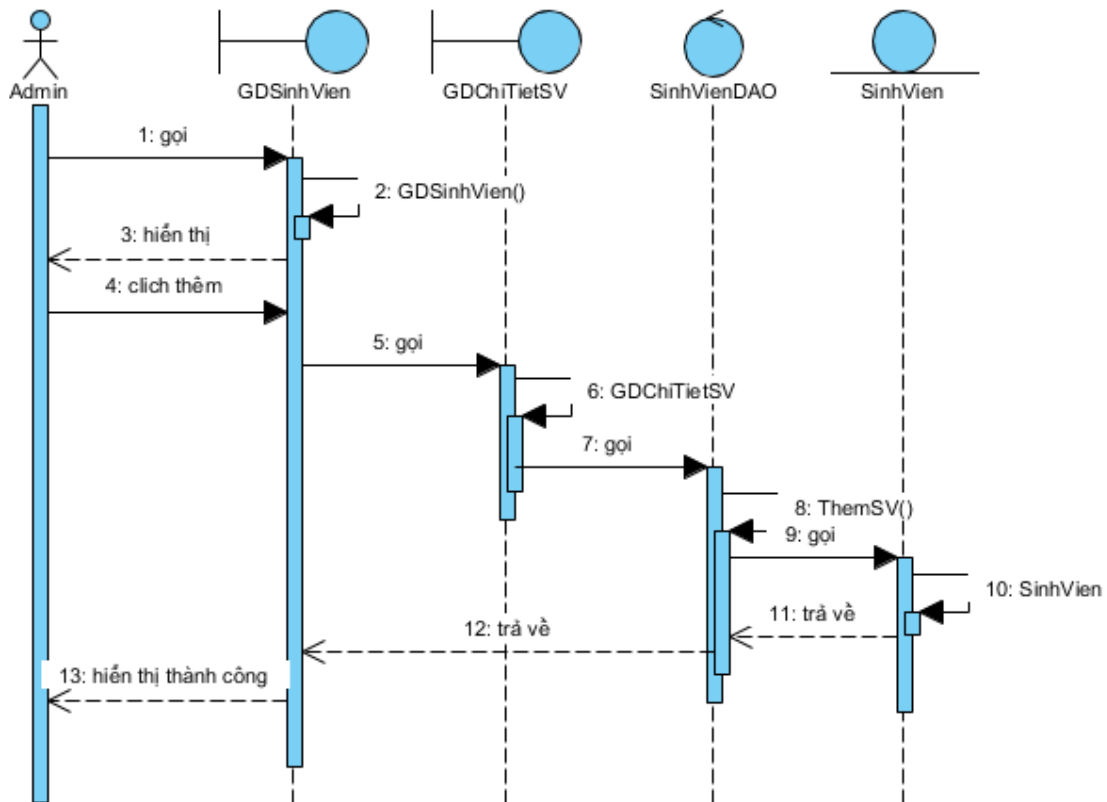 Admin
GDSinhVien
GDChiTietSV
SinhVienDAO
SinhVien
1: gọi
2: GDSinhVien()
3: hiển thị
4: clich thêm
5: gọi
6: GDChiTietSV
7: gọi
8: ThemSV()
9: gọi
10: SinhVien
11: trả về
12: trả về
13: hiển thị thành công